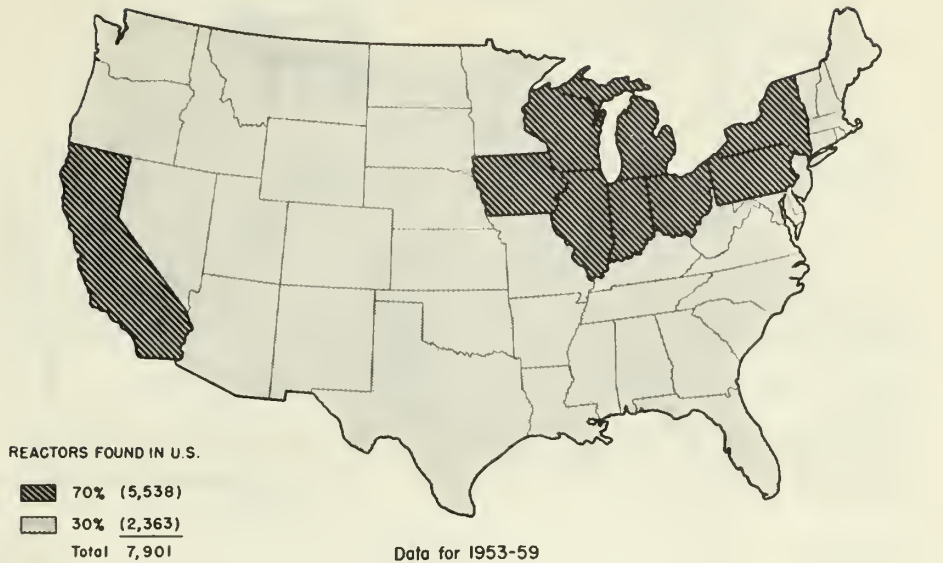 REACTORS FOUND IN U.S.
70% (5,538)
30% (2,363)
Total 7,901
Data for 1953-59